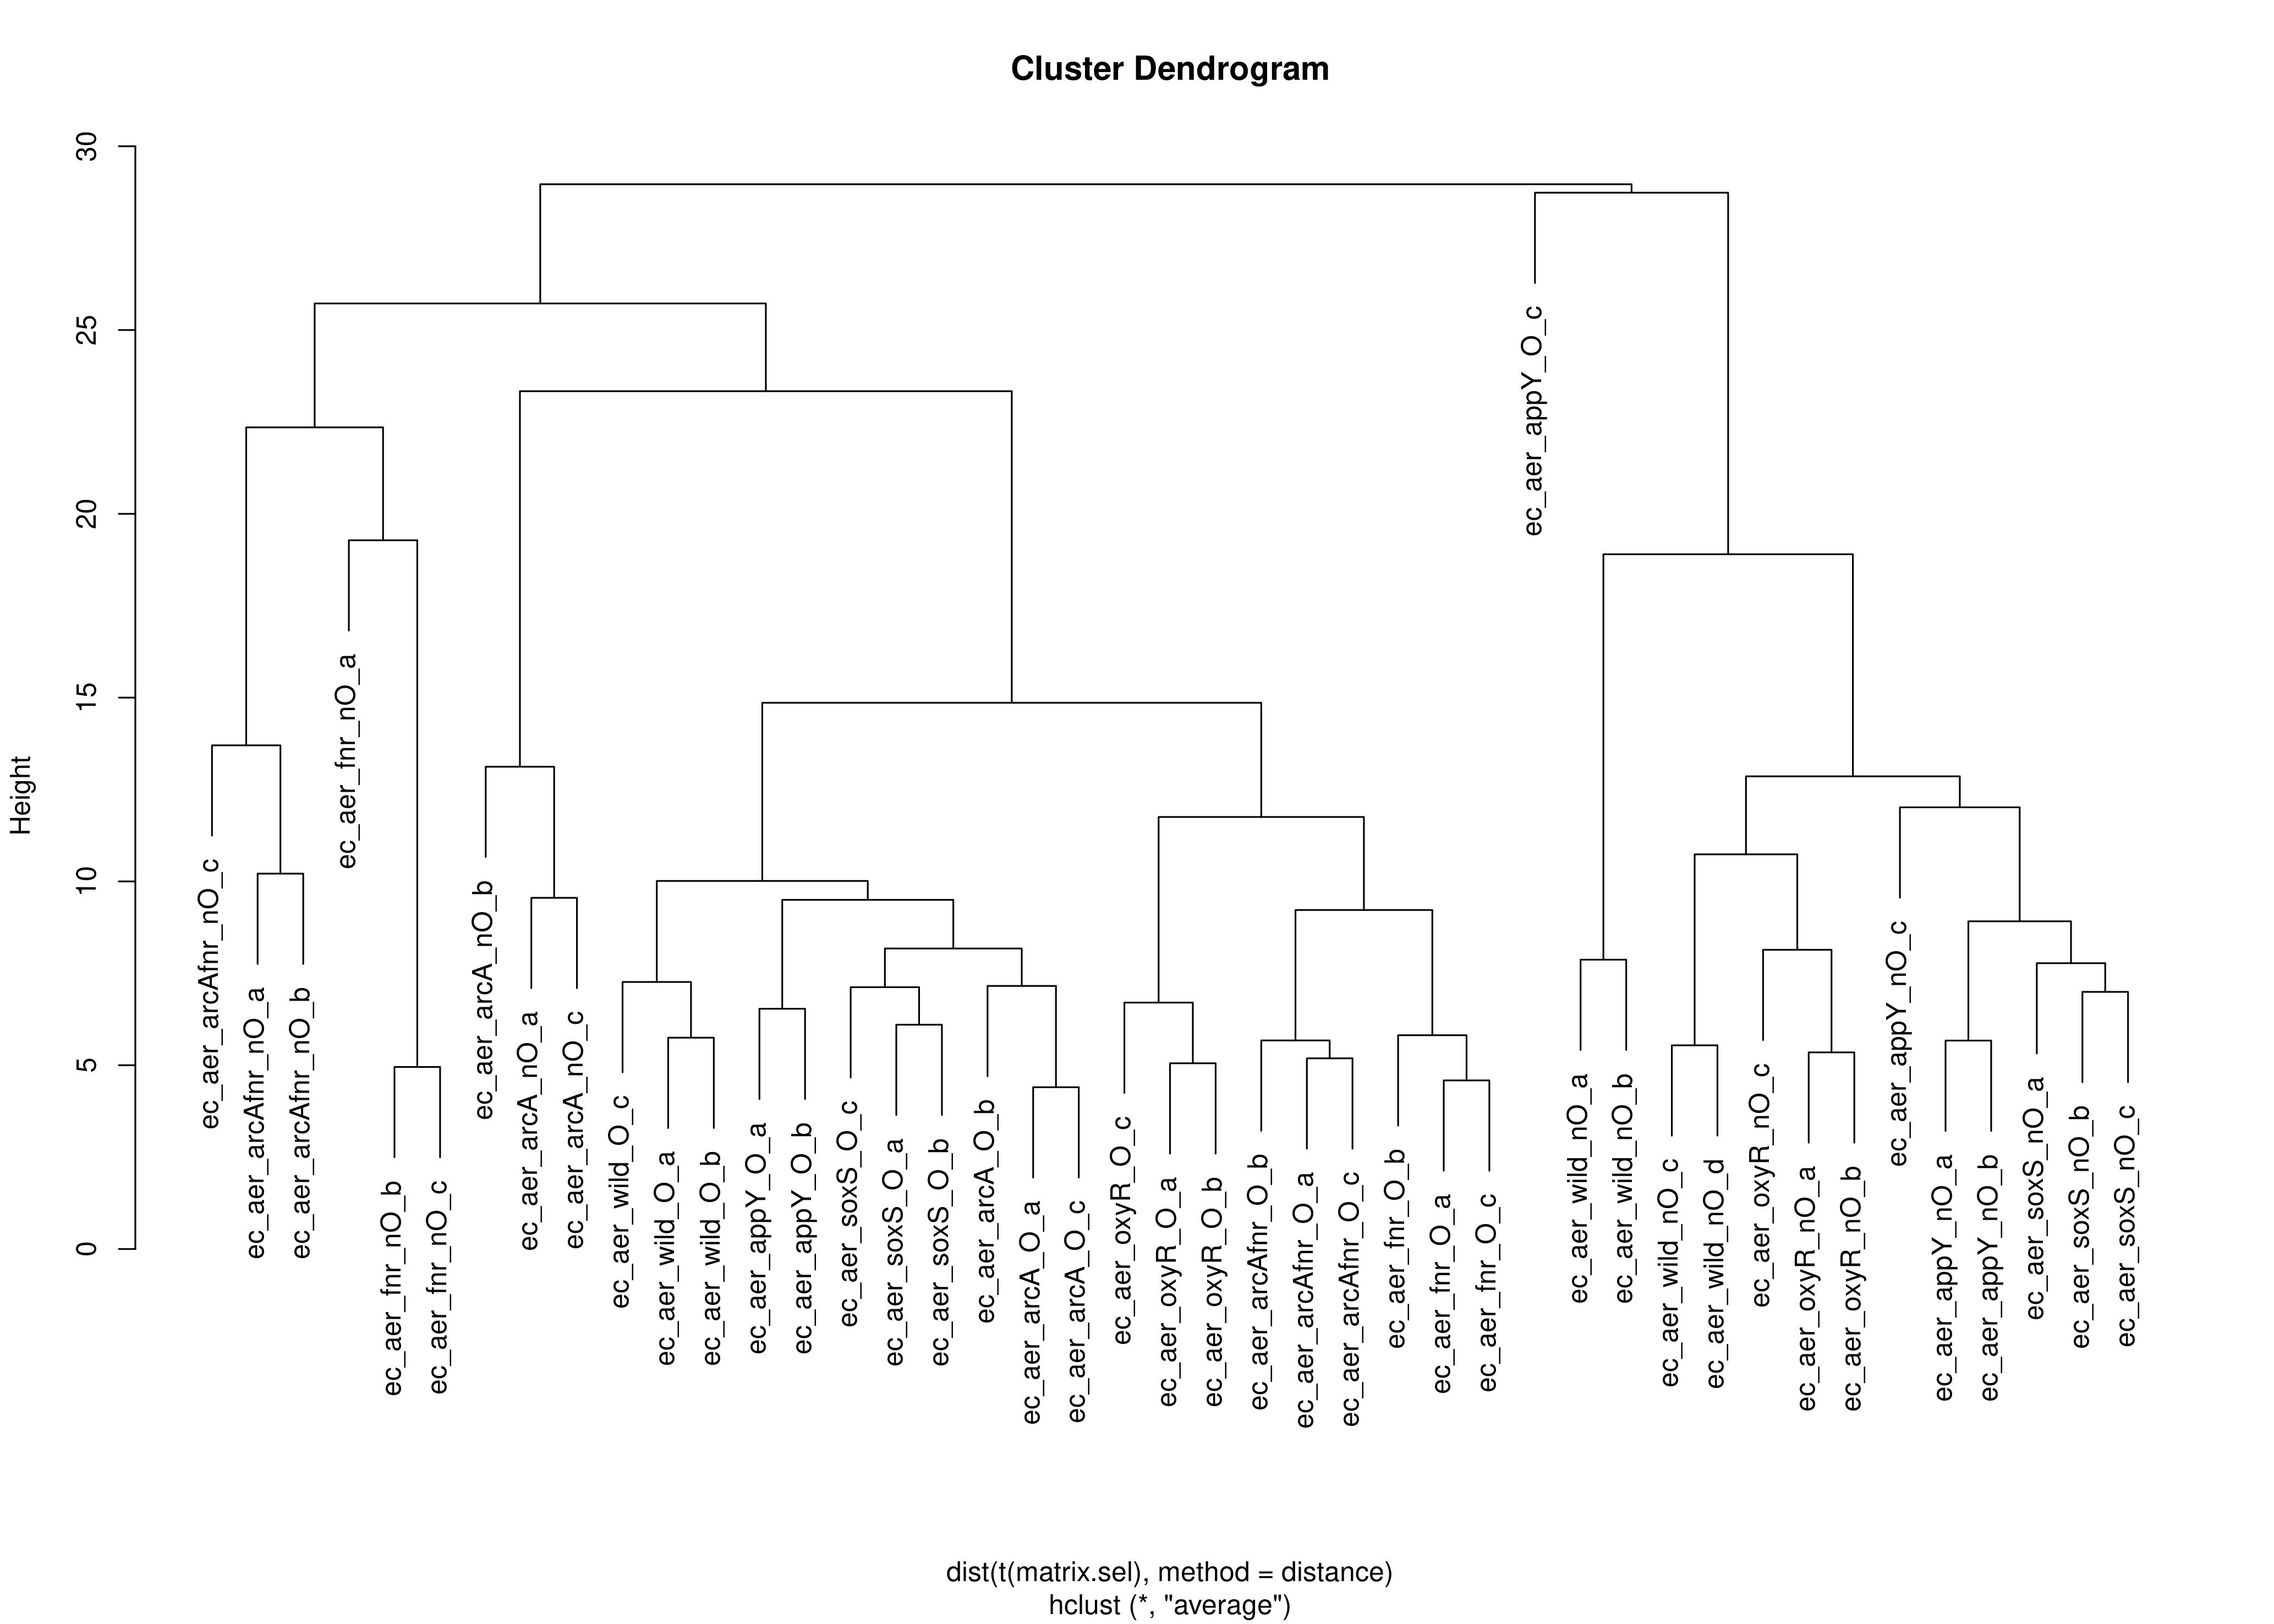 Cluster Dendrogram
Height
30
25
20
15
10
5
0
ec_aer_arcAfnr_nO_c
ec_aer_arcAfnr_nO_a
ec_aer_arcAfnr_nO_b
ec_aer_fnr_nO_a
ec_aer_fnr_nO_b
ec_aer_fnr_nO_c
ec_aer_arcA_nO_b
ec_aer_arcA_nO_a
ec_aer_arcA_nO_c
ec_aer_wild_O_c
ec_aer_wild_O_a
ec_aer_wild_O_b
ec_aer_appY_O_a
ec_aer_appY_O_b
ec_aer_soxS_O_c
ec_aer_soxS_O_a
ec_aer_soxS_O_b
ec_aer_arcA_O_b
ec_aer_arcA_O_a
ec_aer_arcA_O_c
ec_aer_oxyR_O_c
ec_aer_oxyR_O_a
ec_aer_oxyR_O_b
ec_aer_arcAfnr_O_b
ec_aer_arcAfnr_O_a
ec_aer_arcAfnr_O_c
ec_aer_fnr_O_b
ec_aer_fnr_O_a
ec_aer_fnr_O_c
ec_aer_appY_O_c
ec_aer_wild_nO_a
ec_aer_wild_nO_b
ec_aer_wild_nO_c
ec_aer_wild_nO_d
ec_aer_oxyR_nO_c
ec_aer_oxyR_nO_a
ec_aer_oxyR_nO_b
ec_aer_appY_nO_c
ec_aer_appY_nO_a
ec_aer_appY_nO_b
ec_aer_soxS_nO_a
ec_aer_soxS_nO_b
ec_aer_soxS_nO_c
dist(t(matrix.sel), method = distance)
hclust (*, "average")